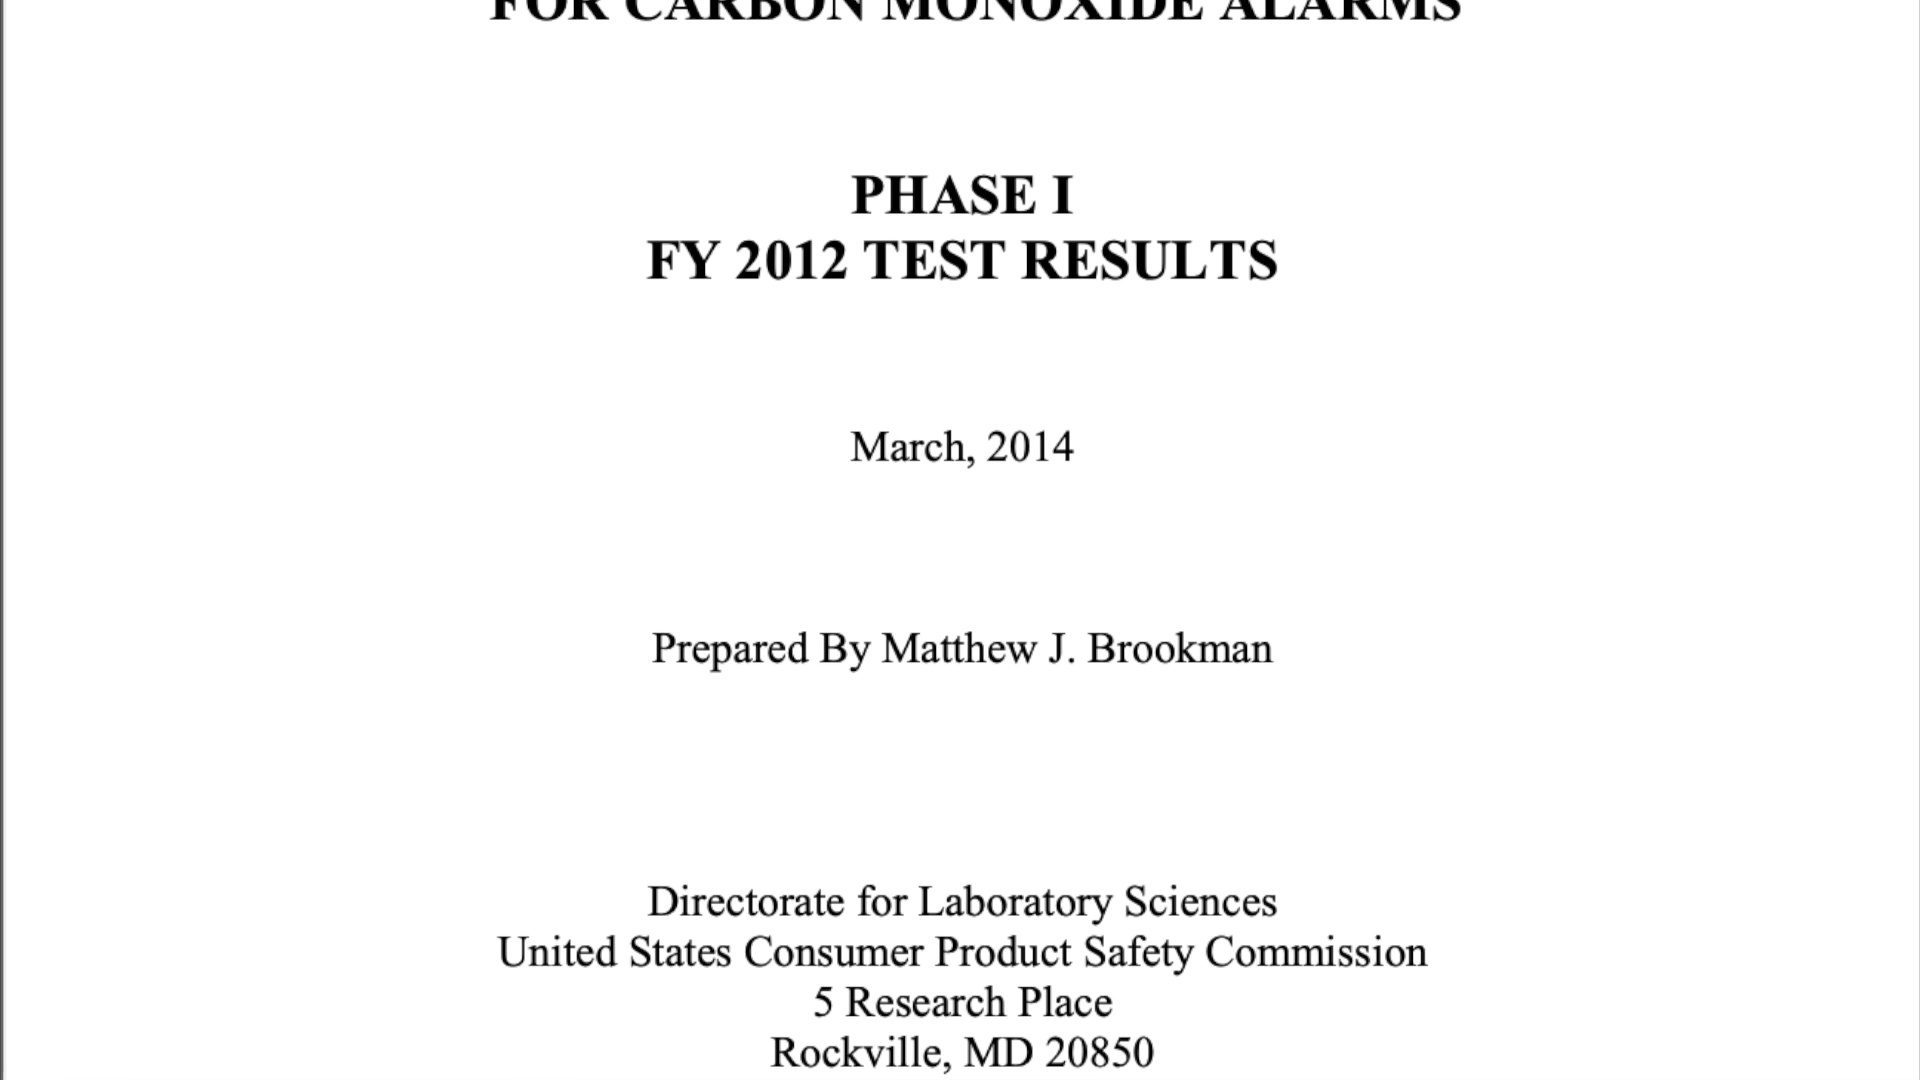 FOR CARBON MONOXIDE ALARMS
PHASE I
FY 2012 TEST RESULTS
March, 2014
Prepared By Matthew J. Brookman
Directorate for Laboratory Sciences
United States Consumer Product Safety Commission
5 Research Place
Rockville, MD 20850